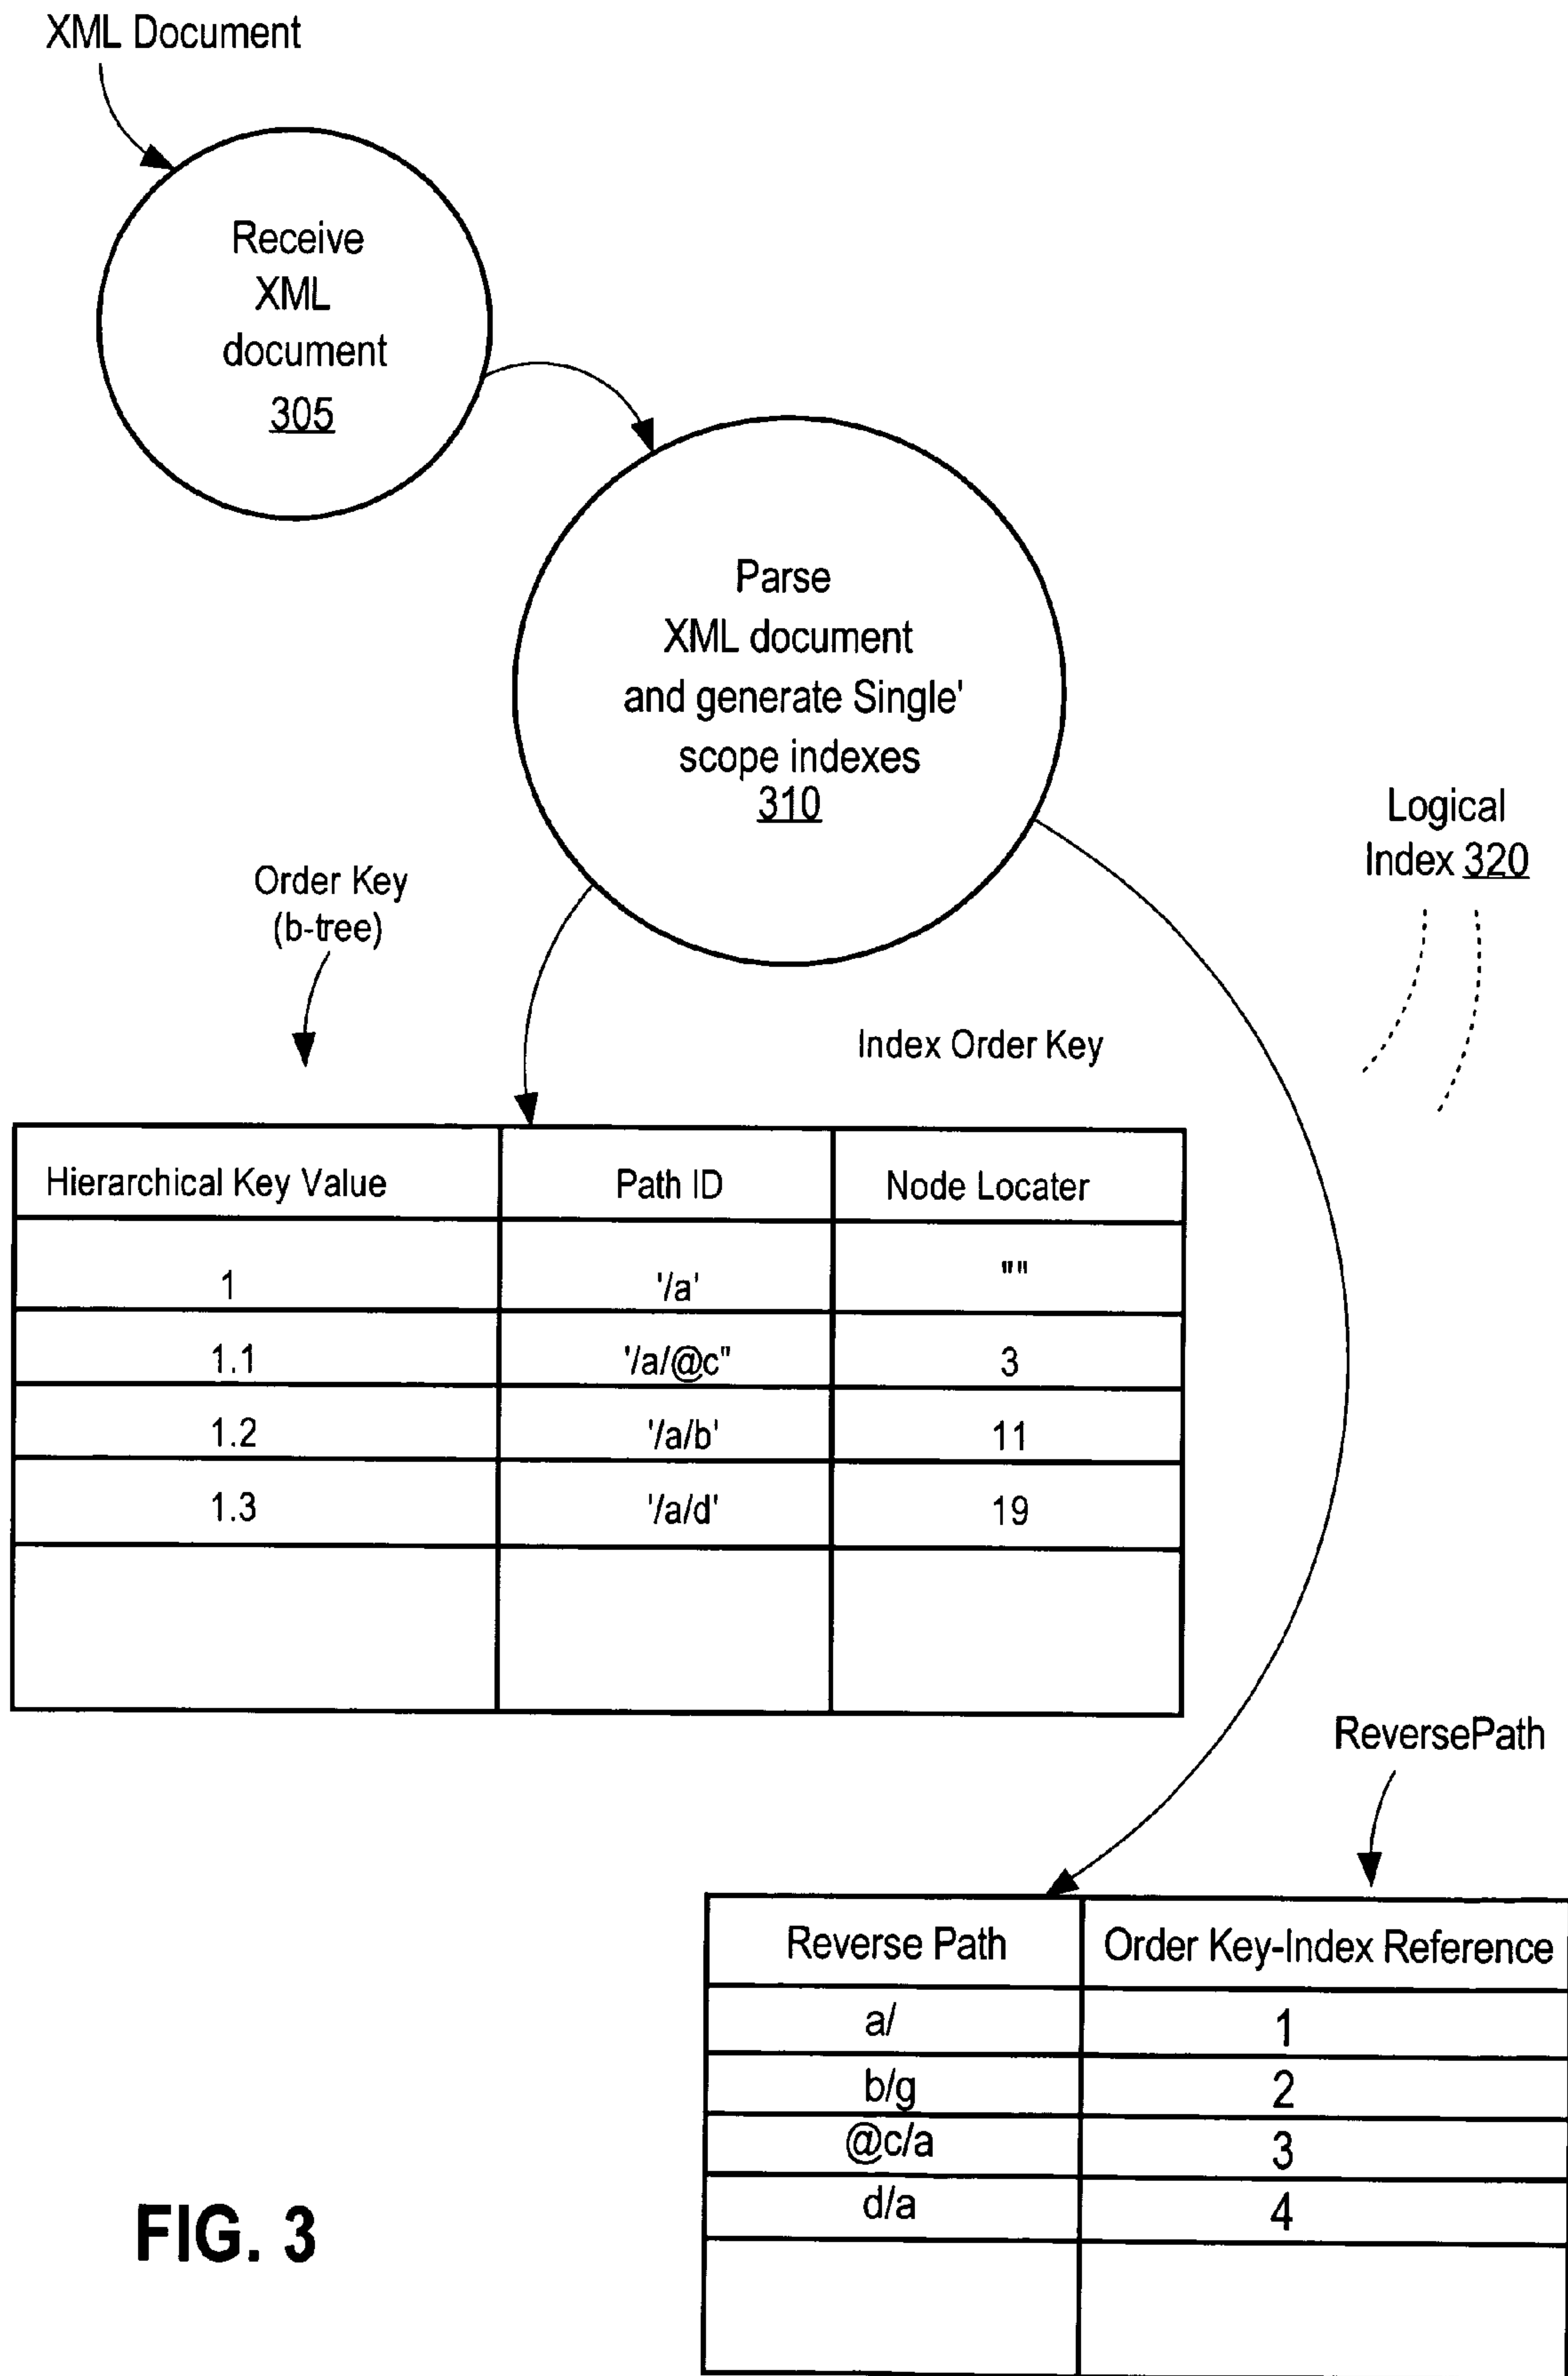 XML Document
Receive
XML
document
305
Parse
XML document
and generate Single'
scope indexes
310
Logical
Index 320
Order Key
(b-tree)
Index Order Key
Hierarchical Key Value Path ID Node Locater
1 '/a' ""
1.1 '/a/@c" 3
1.2 '/a/b' 11
1.3 '/a/d' 19
ReversePath
Reverse Path Order Key-Index Reference
a/ 1
b/g 2
@c/a 3
d/a 4
FIG. 3